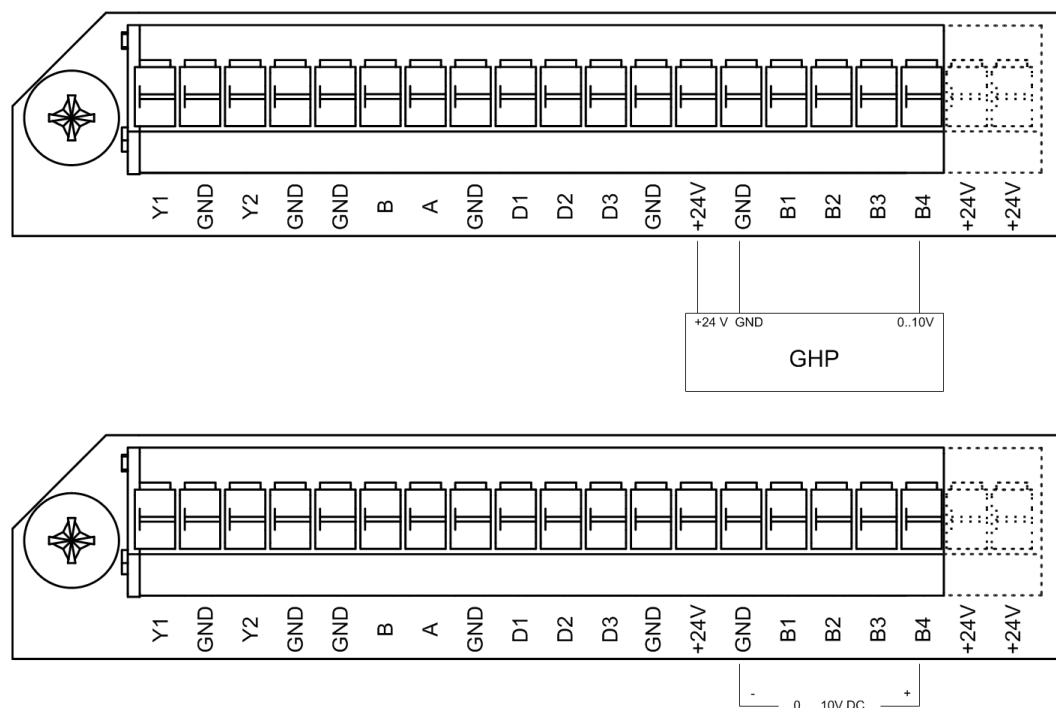 Y1 GND Y2 GND GND B A GND D1 D2 D3 GND +24V GND B1 B2 B3 B4 +24V +24V
+24 V GND 0..10V
GHP
Y1 GND Y2 GND GND B A GND D1 D2 D3 GND +24V GND B1 B2 B3 B4 +24V +24V
- +
0 ... 10V DC